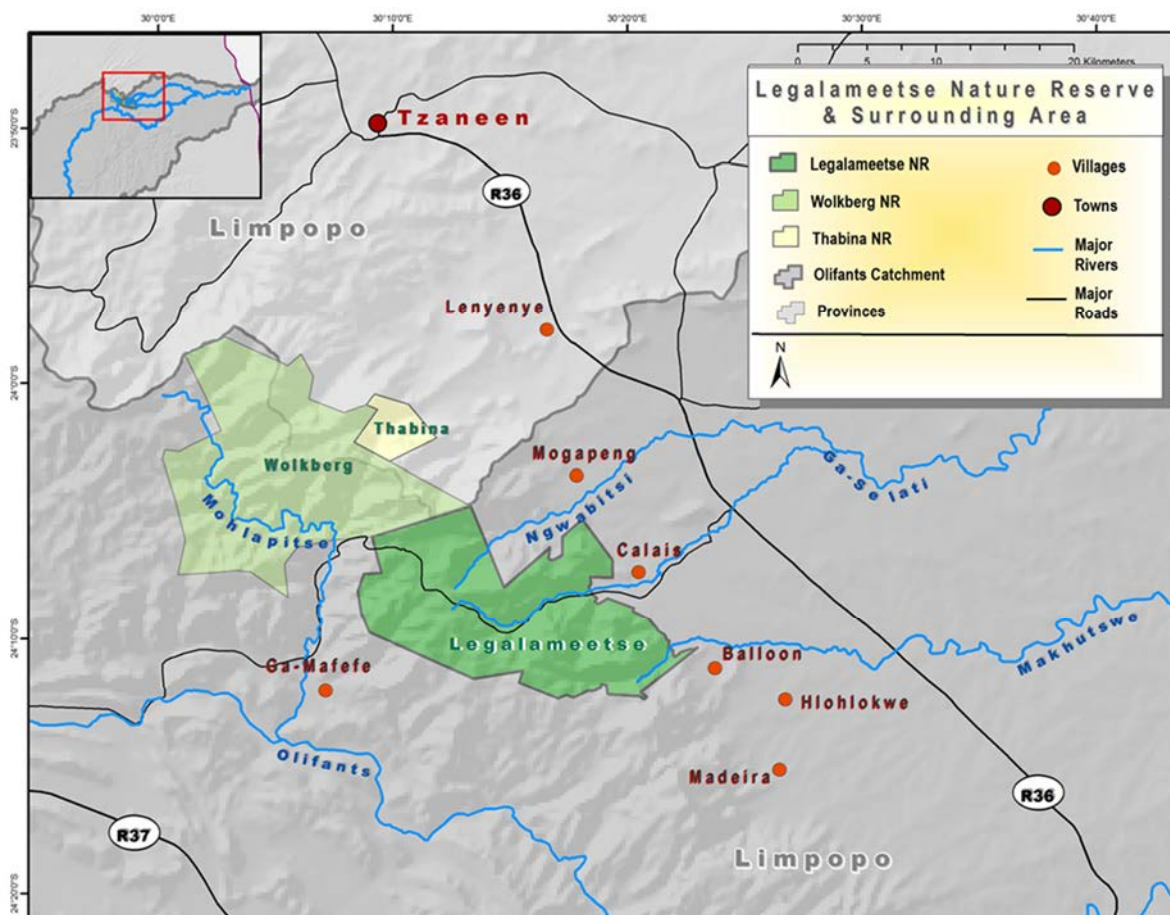 30°0'0"E
30°10'0"E
30°20'0"E
30°30'0"E
30°40'0"E
0
5
10
20 Kilometers
Legalameetse Nature Reserve
& Surrounding Area
Legalameetse NR
Villages
Wolkberg NR
Towns
Thabina NR
Major
Rivers
Olifants Catchment
Major
Roads
Provinces
N
23°50'0"S
Tzaneen
R36
Limpopo
Lenyenye
24°0'0"S
Thabina
Mogapeng
Wolkberg
Ga-Selati
Ngwabitsi
Mohlapitse
Calais
24°10'0"S
Legalameetse
Makhutswe
Balloon
Ga-Mafefe
Hlohlokwe
Olifants
Madeira
R36
R37
Limpopo
24°20'0"S